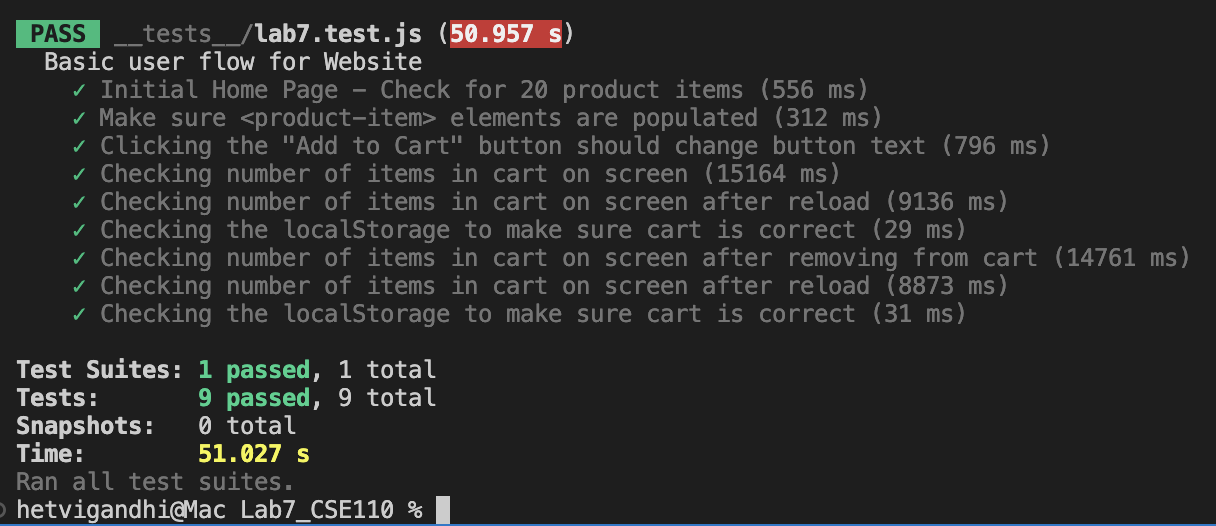 PASS __tests__/lab7.test.js (50.957 s)
Basic user flow for Website
✓ Initial Home Page – Check for 20 product items (556 ms)
✓ Make sure <product-item> elements are populated (312 ms)
✓ Clicking the "Add to Cart" button should change button text (796 ms)
✓ Checking number of items in cart on screen (15164 ms)
✓ Checking number of items in cart on screen after reload (9136 ms)
✓ Checking the localStorage to make sure cart is correct (29 ms)
✓ Checking number of items in cart on screen after removing from cart (14761 ms)
✓ Checking number of items in cart on screen after reload (8873 ms)
✓ Checking the localStorage to make sure cart is correct (31 ms)
Test Suites: 1 passed, 1 total
Tests: 9 passed, 9 total
Snapshots: 0 total
Time: 51.027 s
Ran all test suites.
hetvigandhi@Mac Lab7_CSE110 %